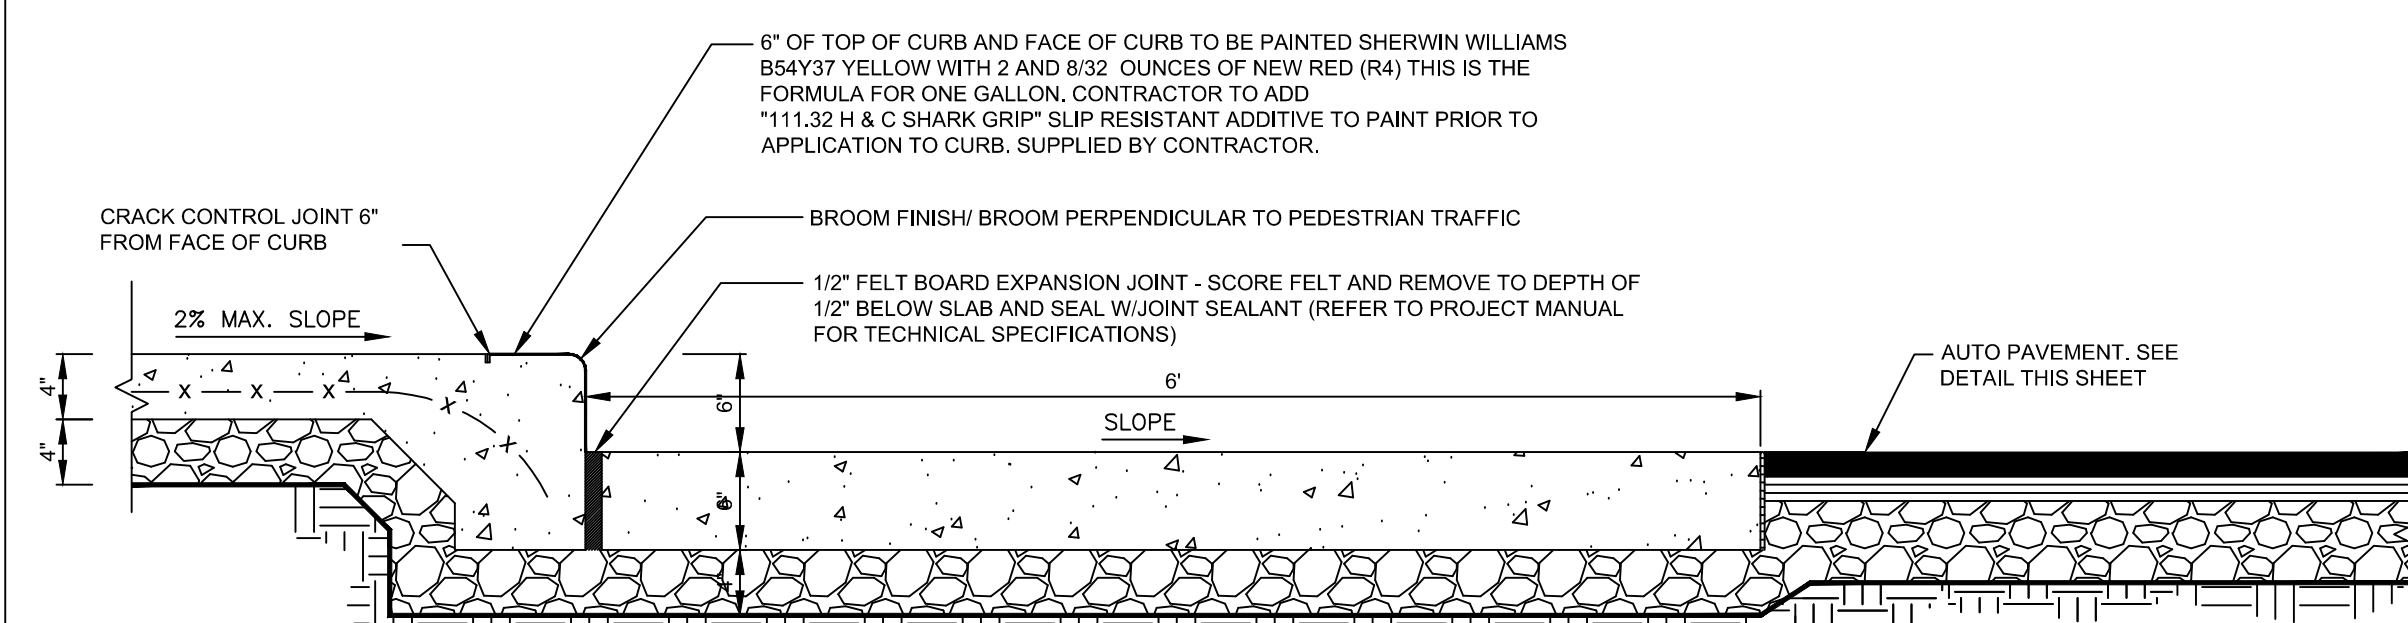 6" OF TOP OF CURB AND FACE OF CURB TO BE PAINTED SHERWIN WILLIAMS
B54Y37 YELLOW WITH 2 AND 8/32 OUNCES OF NEW RED (R4) THIS IS THE
FORMULA FOR ONE GALLON. CONTRACTOR TO ADD
"111.32 H & C SHARK GRIP" SLIP RESISTANT ADDITIVE TO PAINT PRIOR TO
APPLICATION TO CURB. SUPPLIED BY CONTRACTOR.
CRACK CONTROL JOINT 6"
FROM FACE OF CURB
BROOM FINISH/ BROOM PERPENDICULAR TO PEDESTRIAN TRAFFIC
1/2" FELT BOARD EXPANSION JOINT - SCORE FELT AND REMOVE TO DEPTH OF
1/2" BELOW SLAB AND SEAL W/JOINT SEALANT (REFER TO PROJECT MANUAL
FOR TECHNICAL SPECIFICATIONS)
2% MAX. SLOPE
AUTO PAVEMENT. SEE
DETAIL THIS SHEET
4"
4"
X X X
X
X
6"
6'
SLOPE
6"
4"